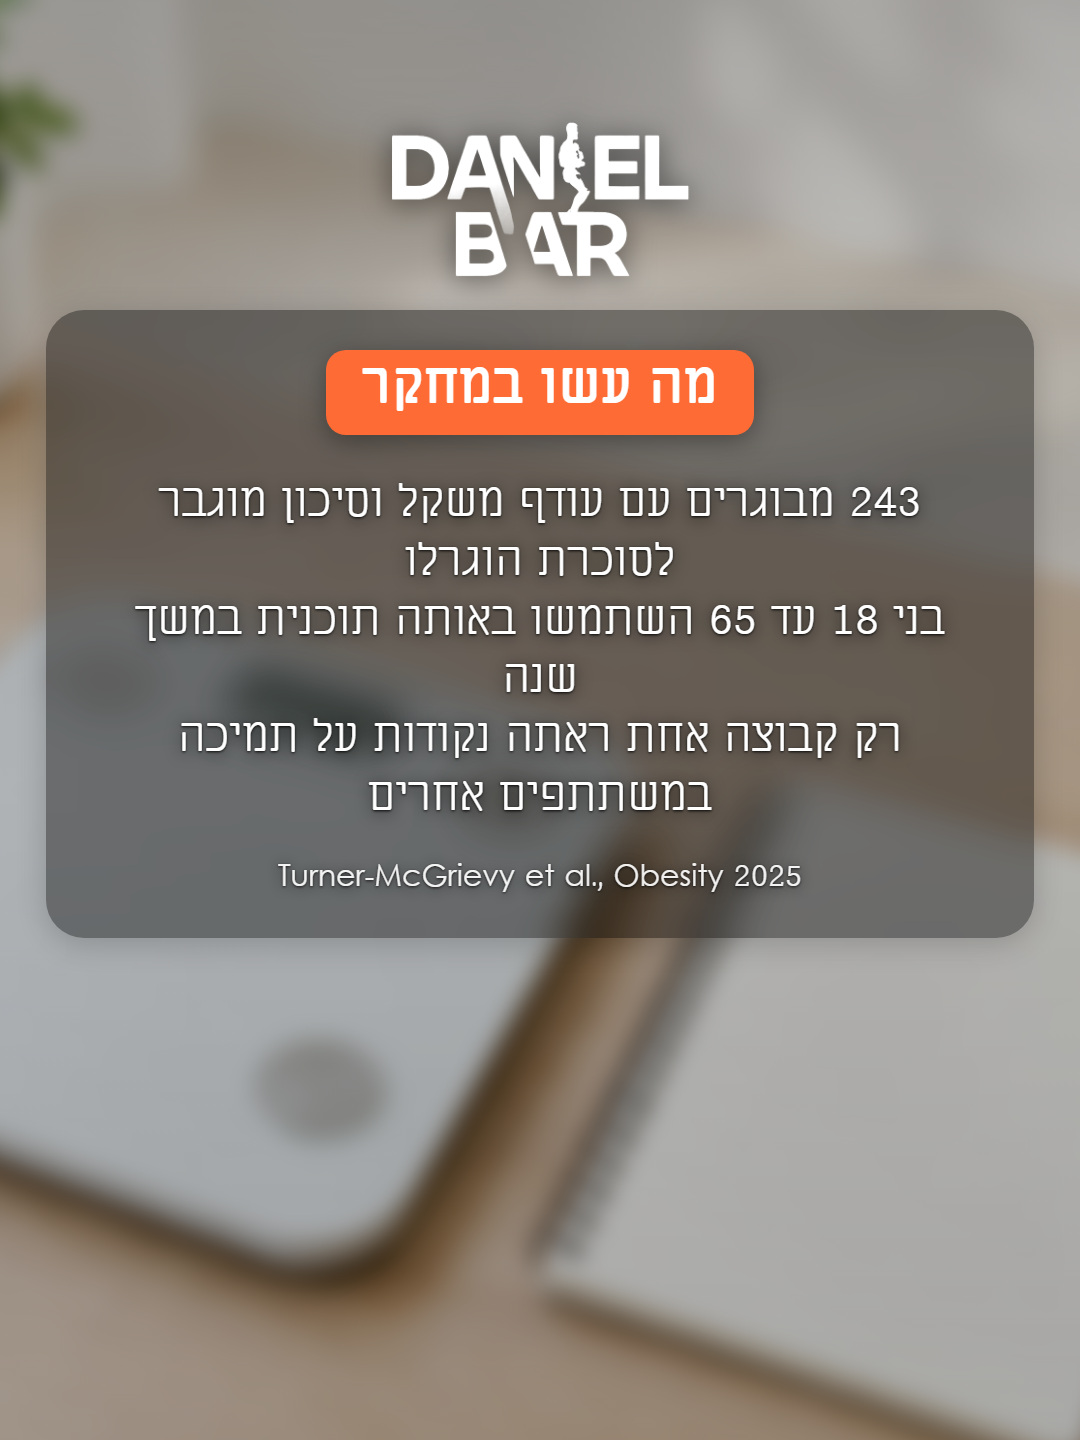 DANIEL
BAR
מה עשו במחקר
243 מבוגרים עם עודף משקל וסיכון מוגבר
לסוכרת הוגרלו
בני 18 עד 65 השתמשו באותה תוכנית במשך
שנה
רק קבוצה אחת ראתה נקודות על תמיכה
במשתתפים אחרים
Turner-McGrievy et al., Obesity 2025